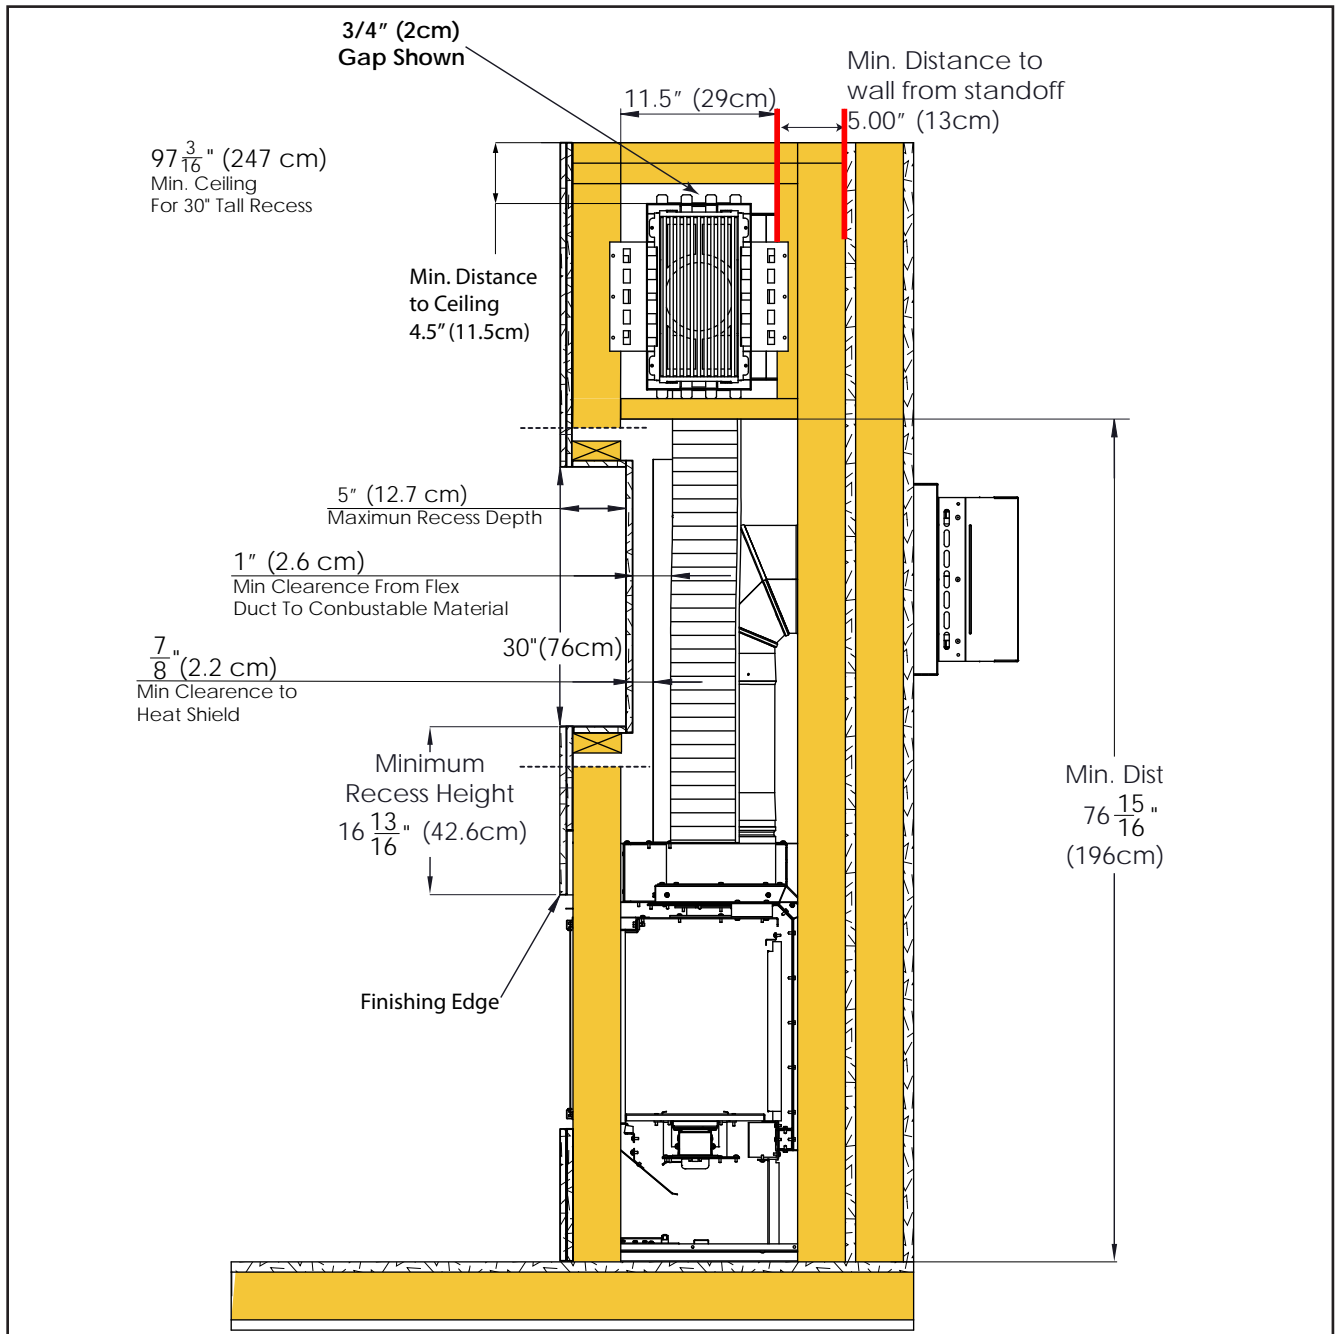 3/4" (2cm)
Gap Shown
11.5" (29cm)
Min. Distance to
wall from standoff
5.00" (13cm)
97 3/16" (247 cm)
Min. Ceiling
For 30" Tall Recess
Min. Distance
to Ceiling
4.5" (11.5cm)
5" (12.7 cm)
Maximun Recess Depth
1" (2.6 cm)
Min Clearence From Flex
Duct To Conbustable Material
30"(76cm)
7/8"(2.2 cm)
Min Clearence to
Heat Shield
Minimum
Recess Height
16 13/16" (42.6cm)
Min. Dist
76 15/16"
(196cm)
Finishing Edge